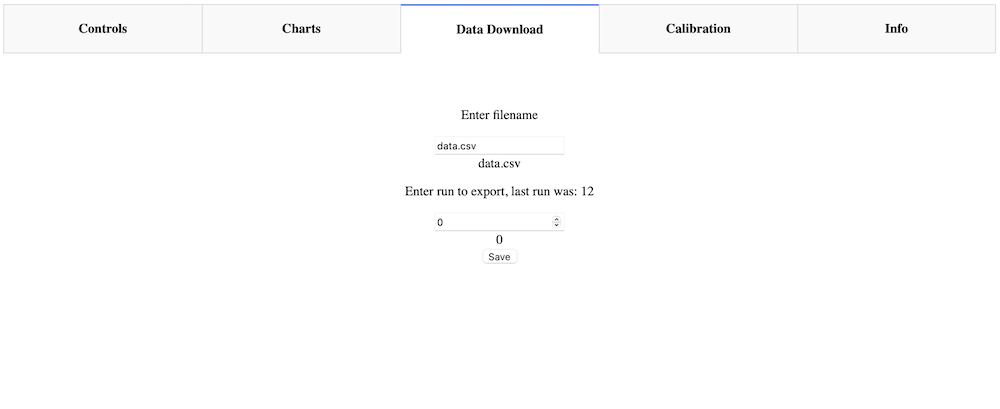 Controls Charts Data Download Calibration Info
Enter filename
data.csv
data.csv
Enter run to export, last run was: 12
0
0
Save